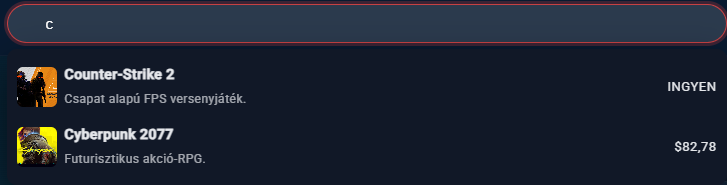 C
Counter-Strike 2
Csapat alapú FPS versenyjáték.
INGYEN
Cyberpunk 2077
Futurisztikus akció-RPG.
$82,78